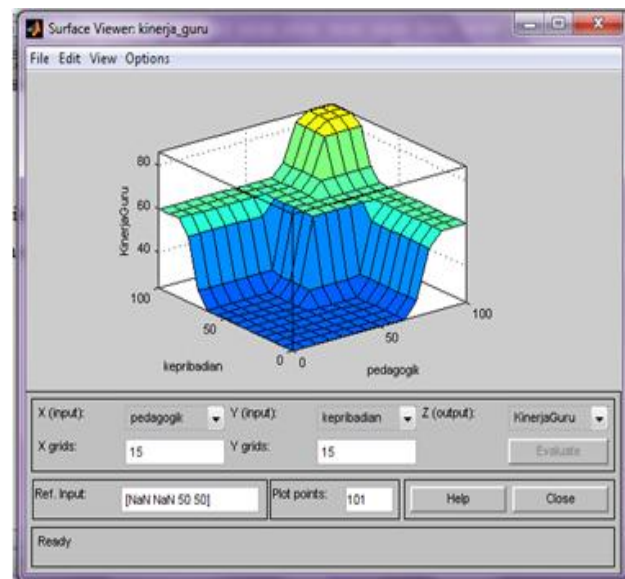 Surface Viewer: kinerja_guru
File Edit View Options
80
60
40
KinerjaGuru
100
50
0
kepribadian
0
50
100
pedagogik
X (input): pedagogik Y (input): kepribadian Z (output): KinerjaGuru
X grids: 15 Y grids: 15 Evaluate
Ref. Input: [NaN NaN 50 50] Plot points: 101 Help Close
Ready